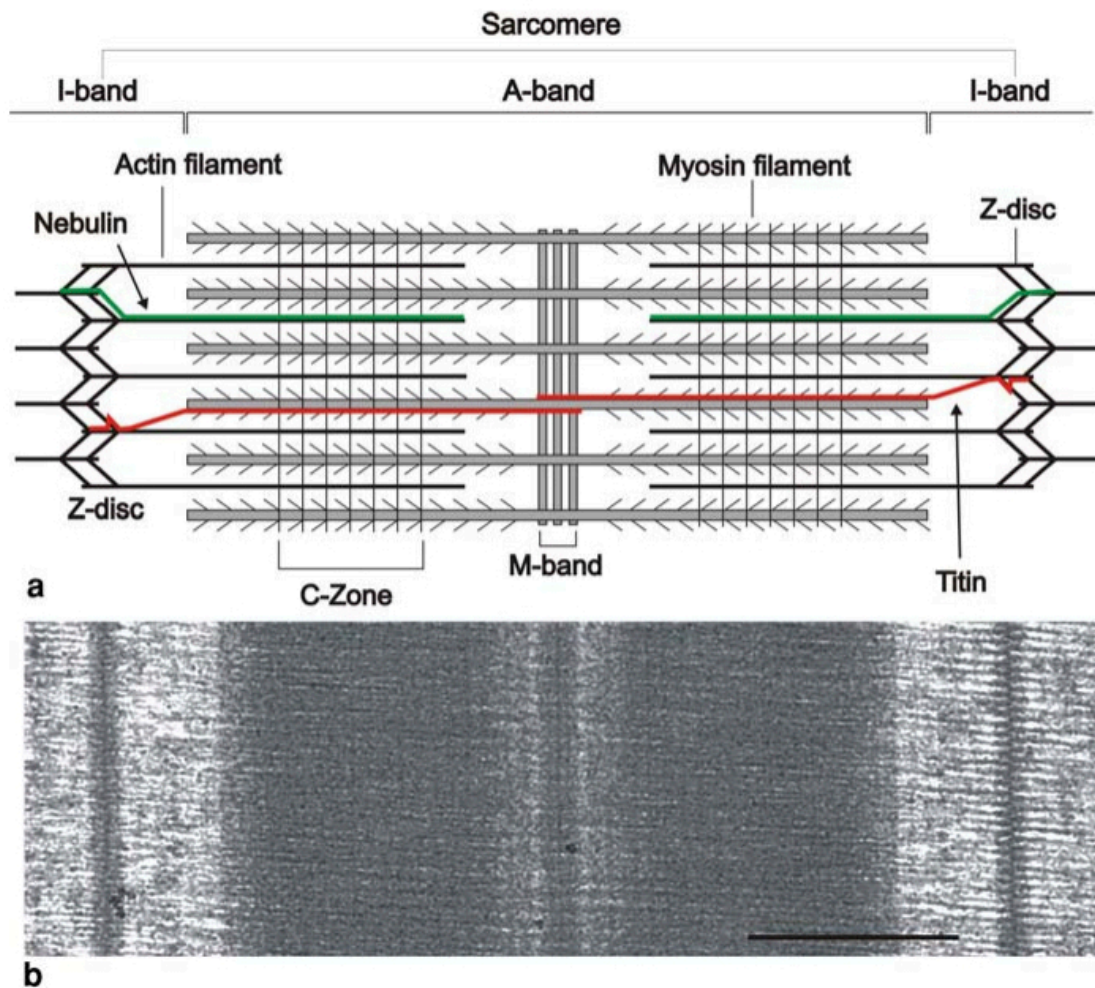 Sarcomere
I-band A-band I-band
Actin filament Myosin filament
Nebulin Z-disc
Z-disc
M-band
Titin
C-Zone
a
b